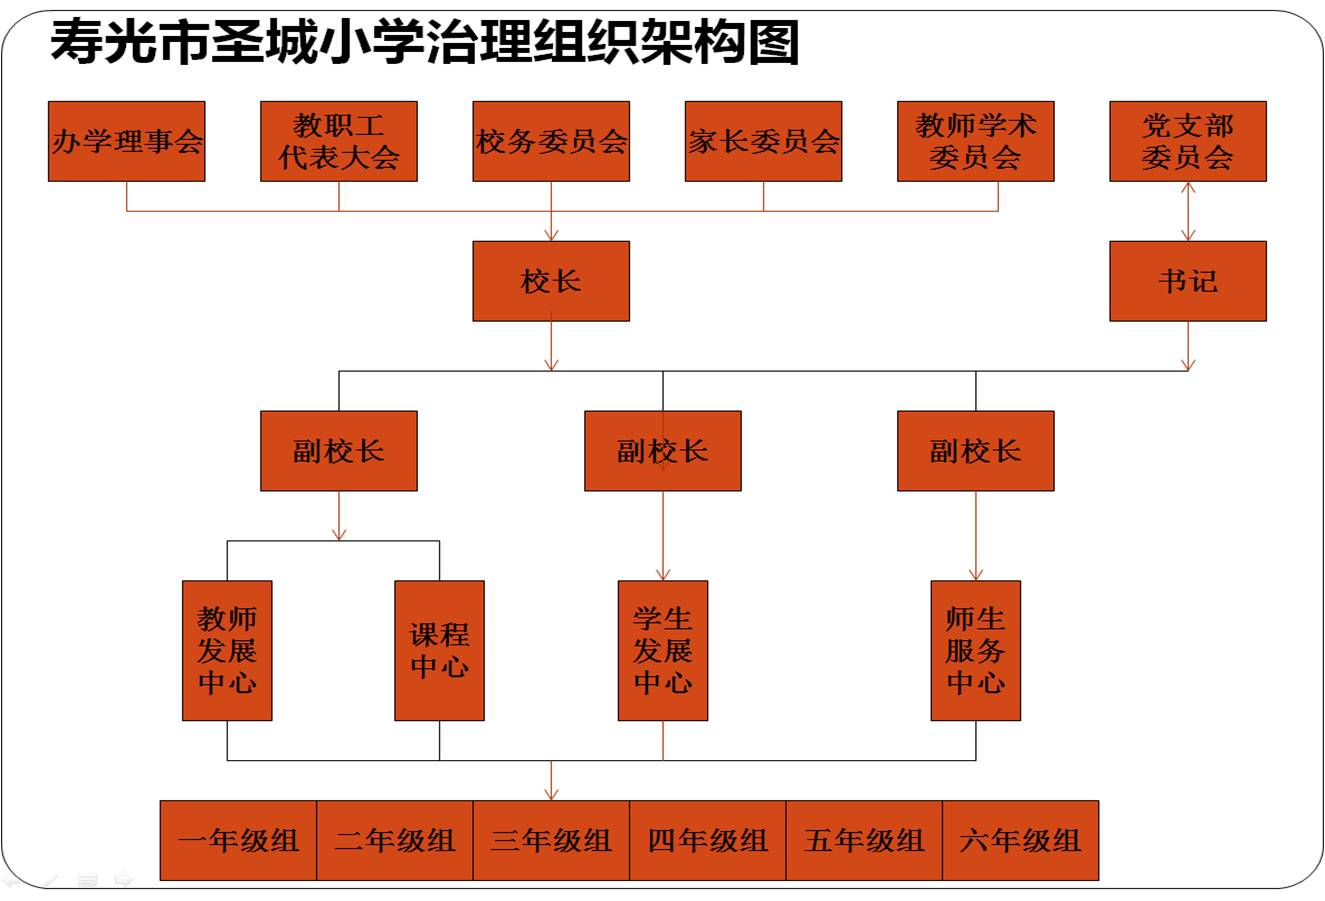 寿光市圣城小学治理组织架构图
办学理事会
教职工
代表大会
校务委员会
家长委员会
教师学术
委员会
党支部
委员会
校长
书记
副校长
副校长
副校长
教师
发展
中心
课程
中心
学生
发展
中心
师生
服务
中心
一年级组
二年级组
三年级组
四年级组
五年级组
六年级组